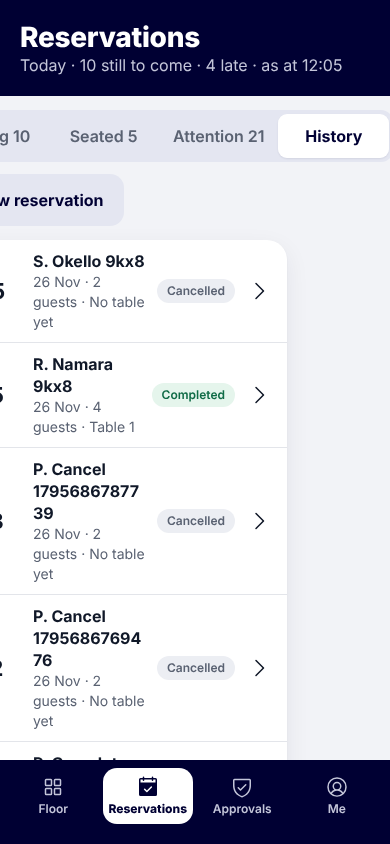 Reservations
Today · 10 still to come · 4 late · as at 12:05
g 10 Seated 5 Attention 21 History
w reservation
S. Okello 9kx8
26 Nov · 2
guests · No table
yet
Cancelled
R. Namara
9kx8
26 Nov · 4
guests · Table 1
Completed
P. Cancel
17956867877
39
26 Nov · 2
guests · No table
yet
Cancelled
P. Cancel
17956867694
76
26 Nov · 2
guests · No table
yet
Cancelled
Floor Reservations Approvals Me